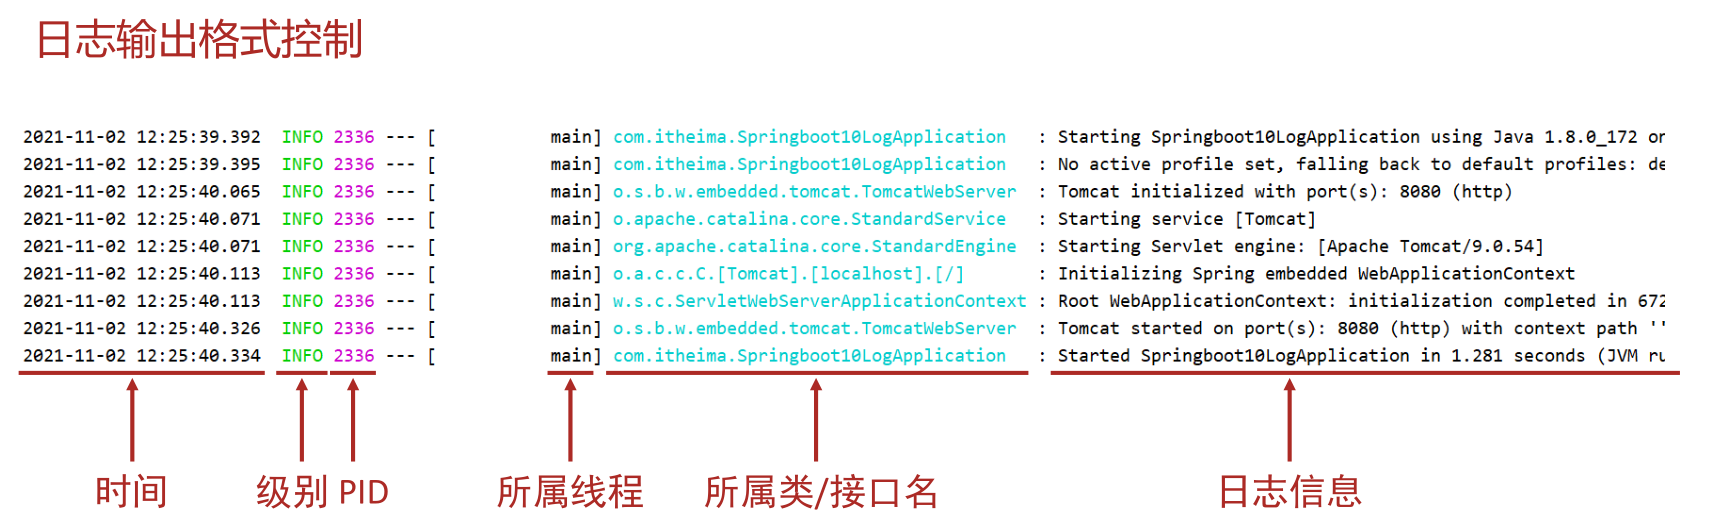 日志输出格式控制
2021-11-02 12:25:39.392  INFO 2336 --- [           main] com.itheima.Springboot10LogApplication   : Starting Springboot10LogApplication using Java 1.8.0_172 on
2021-11-02 12:25:39.395  INFO 2336 --- [           main] com.itheima.Springboot10LogApplication   : No active profile set, falling back to default profiles: de
2021-11-02 12:25:40.065  INFO 2336 --- [           main] o.s.b.w.embedded.tomcat.TomcatWebServer  : Tomcat initialized with port(s): 8080 (http)
2021-11-02 12:25:40.071  INFO 2336 --- [           main] o.apache.catalina.core.StandardService   : Starting service [Tomcat]
2021-11-02 12:25:40.071  INFO 2336 --- [           main] org.apache.catalina.core.StandardEngine  : Starting Servlet engine: [Apache Tomcat/9.0.54]
2021-11-02 12:25:40.113  INFO 2336 --- [           main] o.a.c.c.C.[Tomcat].[localhost].[/]       : Initializing Spring embedded WebApplicationContext
2021-11-02 12:25:40.113  INFO 2336 --- [           main] w.s.c.ServletWebServerApplicationContext : Root WebApplicationContext: initialization completed in 672
2021-11-02 12:25:40.326  INFO 2336 --- [           main] o.s.b.w.embedded.tomcat.TomcatWebServer  : Tomcat started on port(s): 8080 (http) with context path ''
2021-11-02 12:25:40.334  INFO 2336 --- [           main] com.itheima.Springboot10LogApplication   : Started Springboot10LogApplication in 1.281 seconds (JVM ru
时间 级别 PID 所属线程 所属类/接口名 日志信息